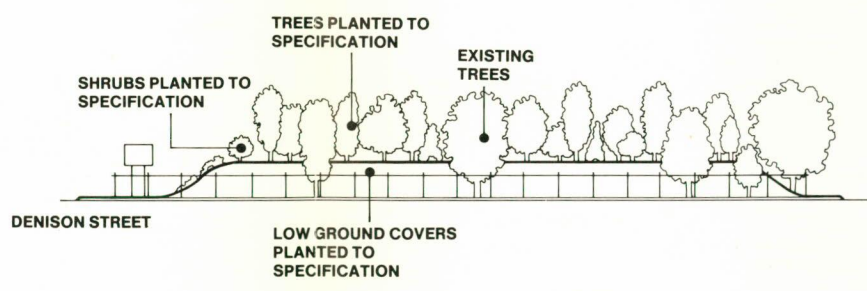 TREES PLANTED TO
SPECIFICATION
EXISTING
TREES
SHRUBS PLANTED TO
SPECIFICATION
DENISON STREET
LOW GROUND COVERS
PLANTED TO
SPECIFICATION